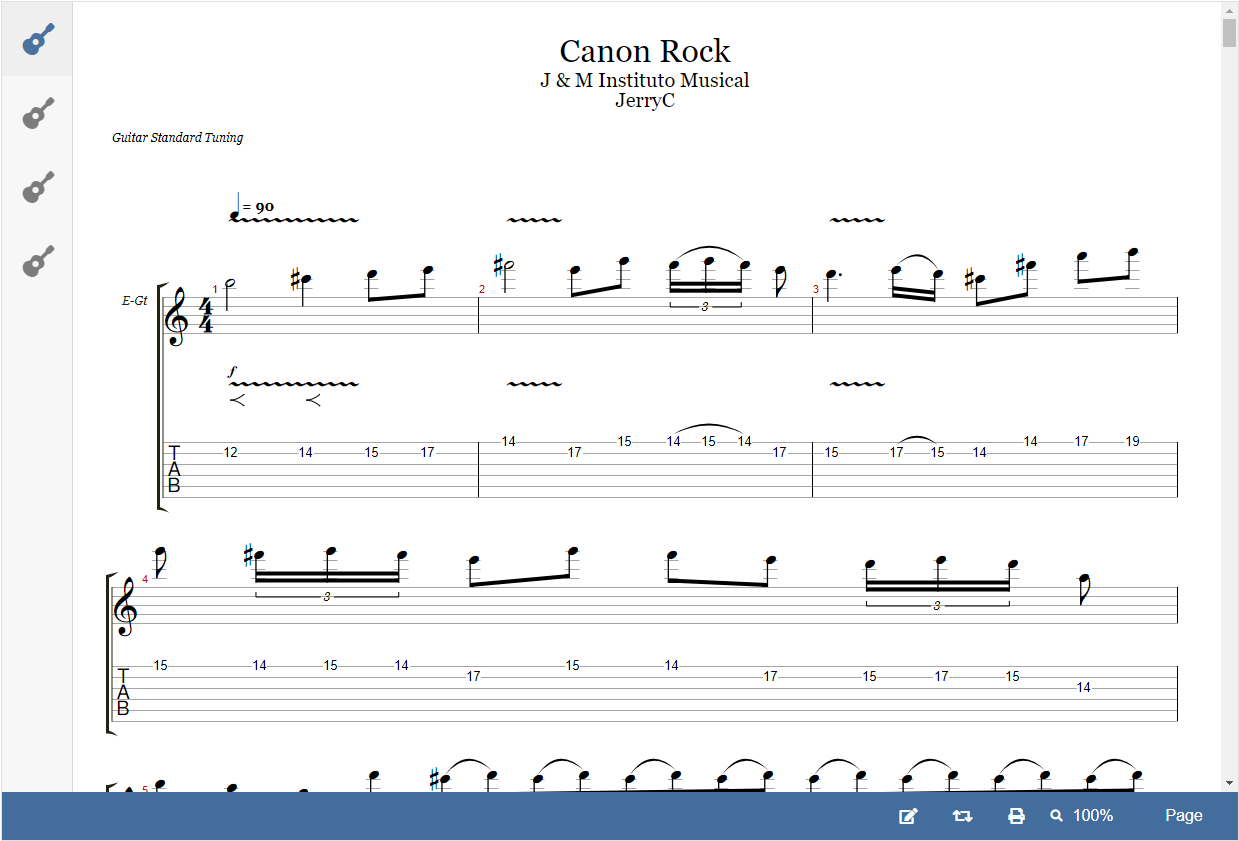 Canon Rock
J & M Instituto Musical
JerryC
Guitar Standard Tuning
= 90
E-Gt
1 2 3
4
4
3
f
14 15 14 15 14 14 17 19
12 14 15 17 17 17 15 17 15 14
T
A
B
4
3 3
15 14 15 14 15 14
17 17 15 17 15
14
T
A
B
5
100% Page